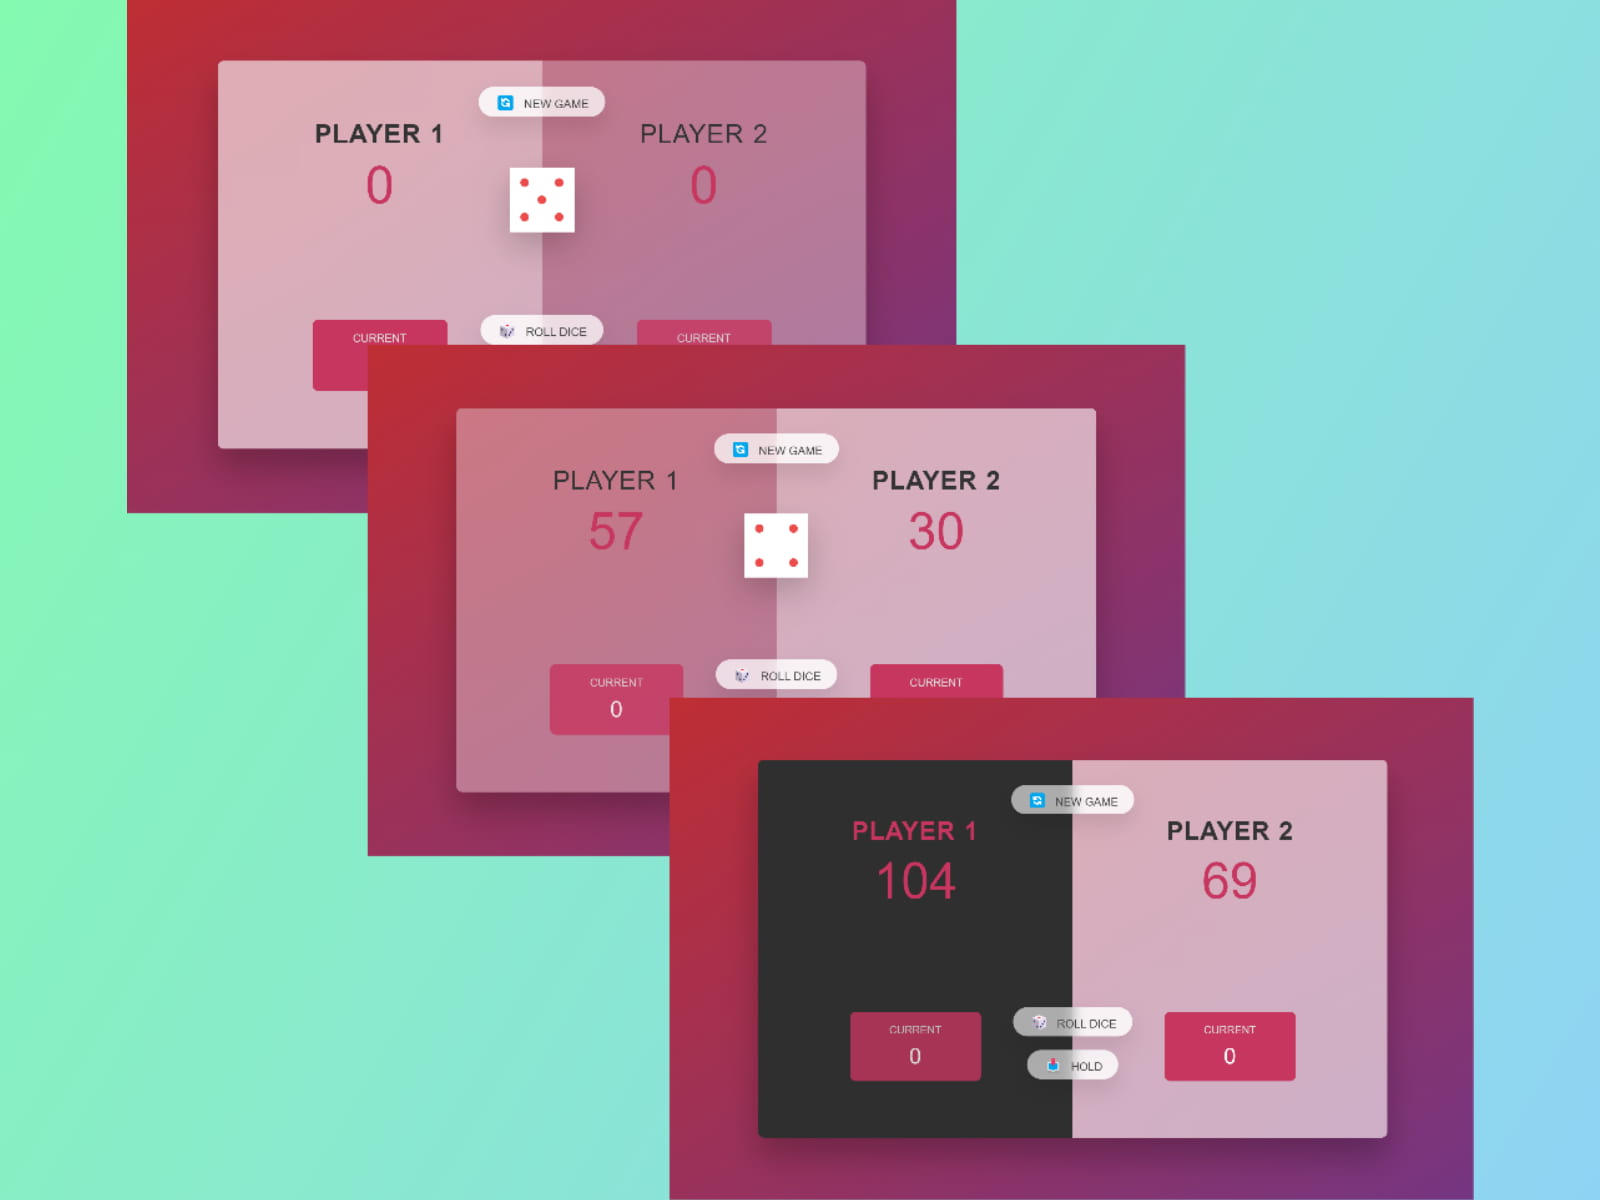 NEW GAME
PLAYER 1
PLAYER 2
0
0
ROLL DICE
CURRENT
CURRENT
NEW GAME
PLAYER 1
PLAYER 2
57
30
ROLL DICE
CURRENT
0
CURRENT
NEW GAME
PLAYER 1
PLAYER 2
104
69
CURRENT
0
ROLL DICE
HOLD
CURRENT
0